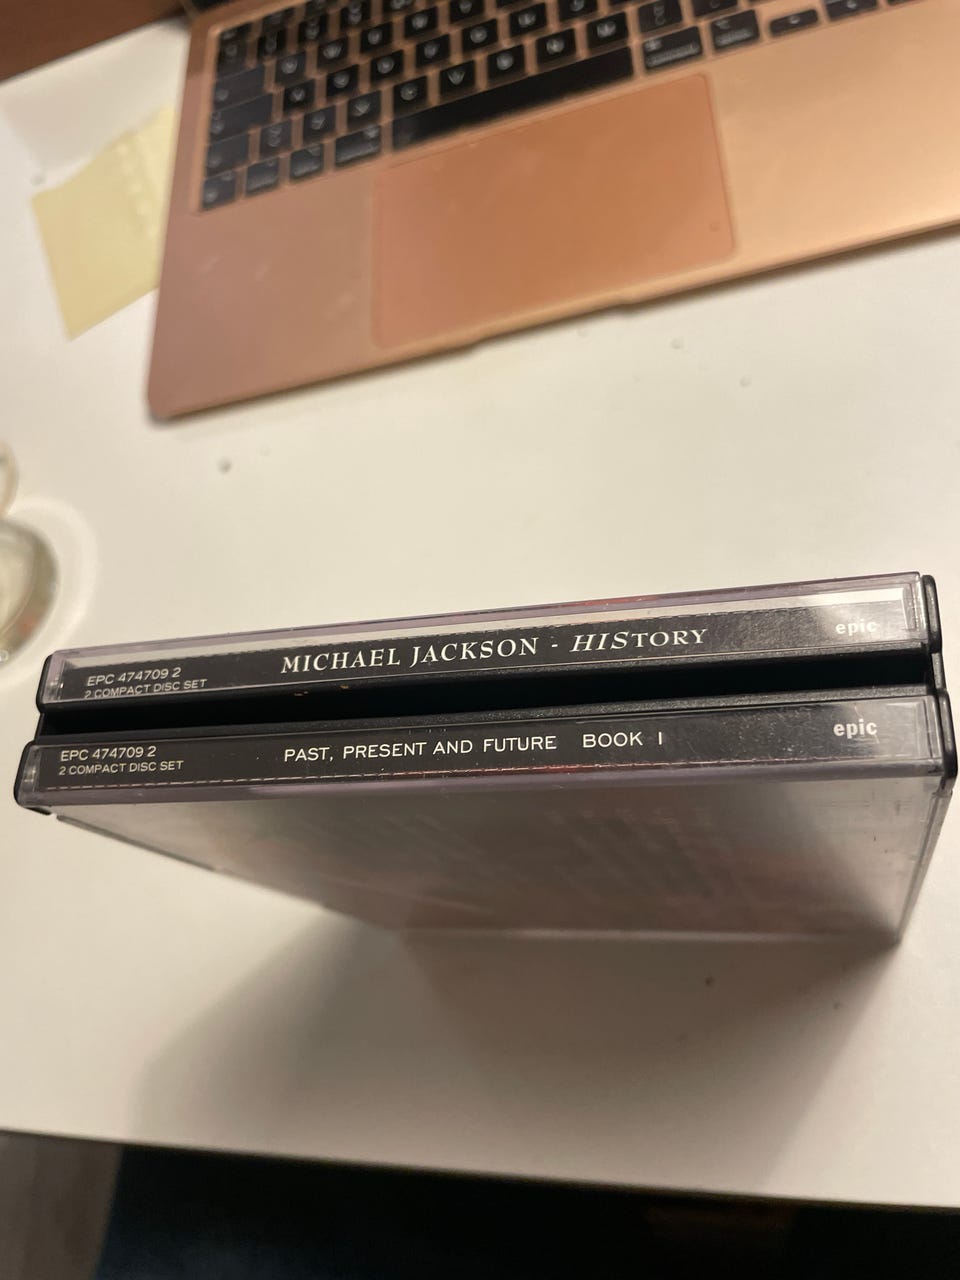 EPC 474709 2
2 COMPACT DISC SET
MICHAEL JACKSON - HISTORY
epic
EPC 474709 2
2 COMPACT DISC SET
PAST, PRESENT AND FUTURE BOOK I
epic